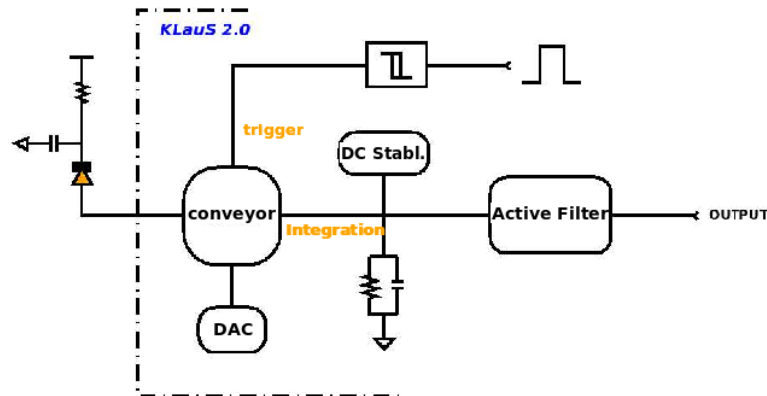 KLauS 2.0
trigger
DC Stabl.
conveyor
Integration
Active Filter
OUTPUT
DAC